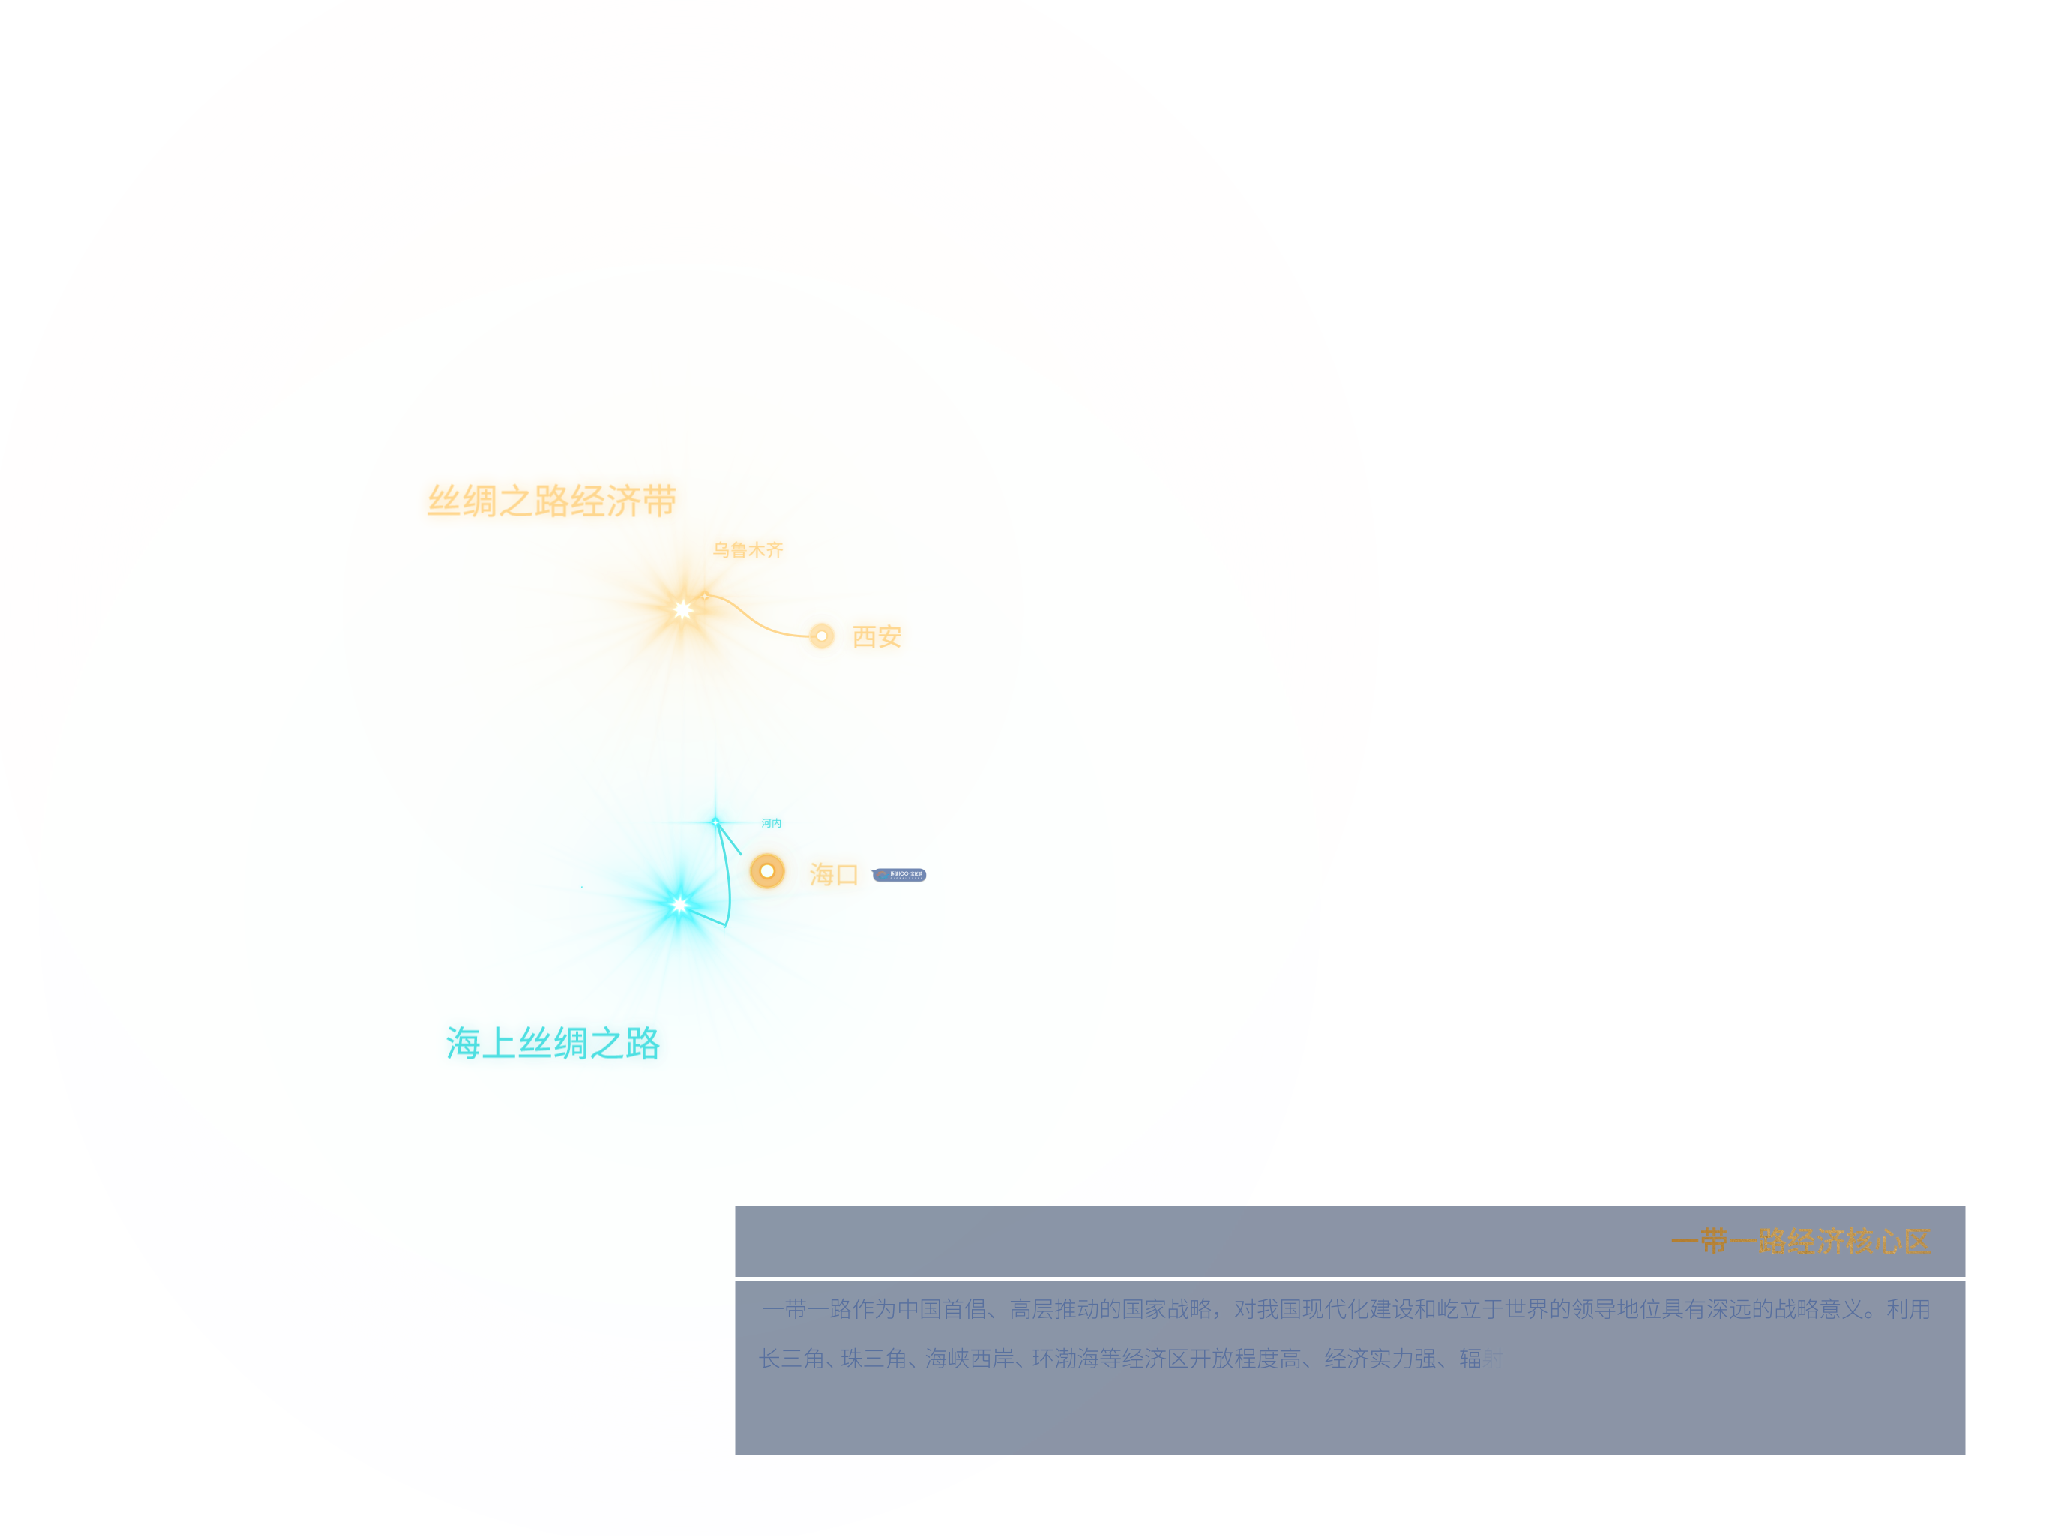 丝绸之路经济带
乌鲁木齐
西安
河内
海口
海上丝绸之路
一带一路经济核心区
一带一路作为中国首倡、高层推动的国家战略，对我国现代化建设和屹立于世界的领导地位具有深远的战略意义。利用
长三角、珠三角、海峡西岸、环渤海等经济区开放程度高、经济实力强、辐射